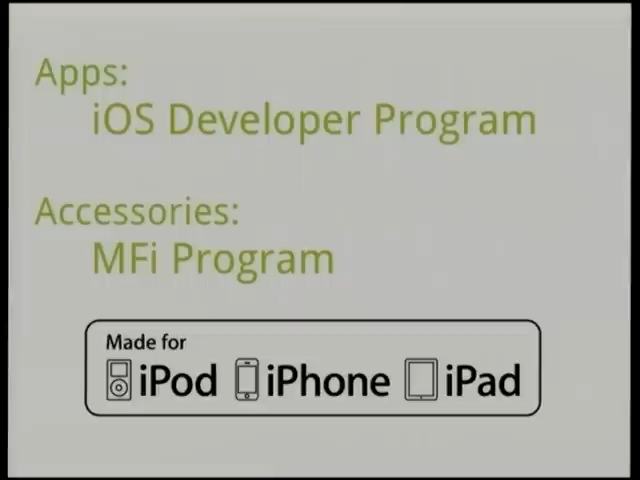 Apps:
iOS Developer Program
Accessories:
MFi Program
Made for
iPod iPhone iPad